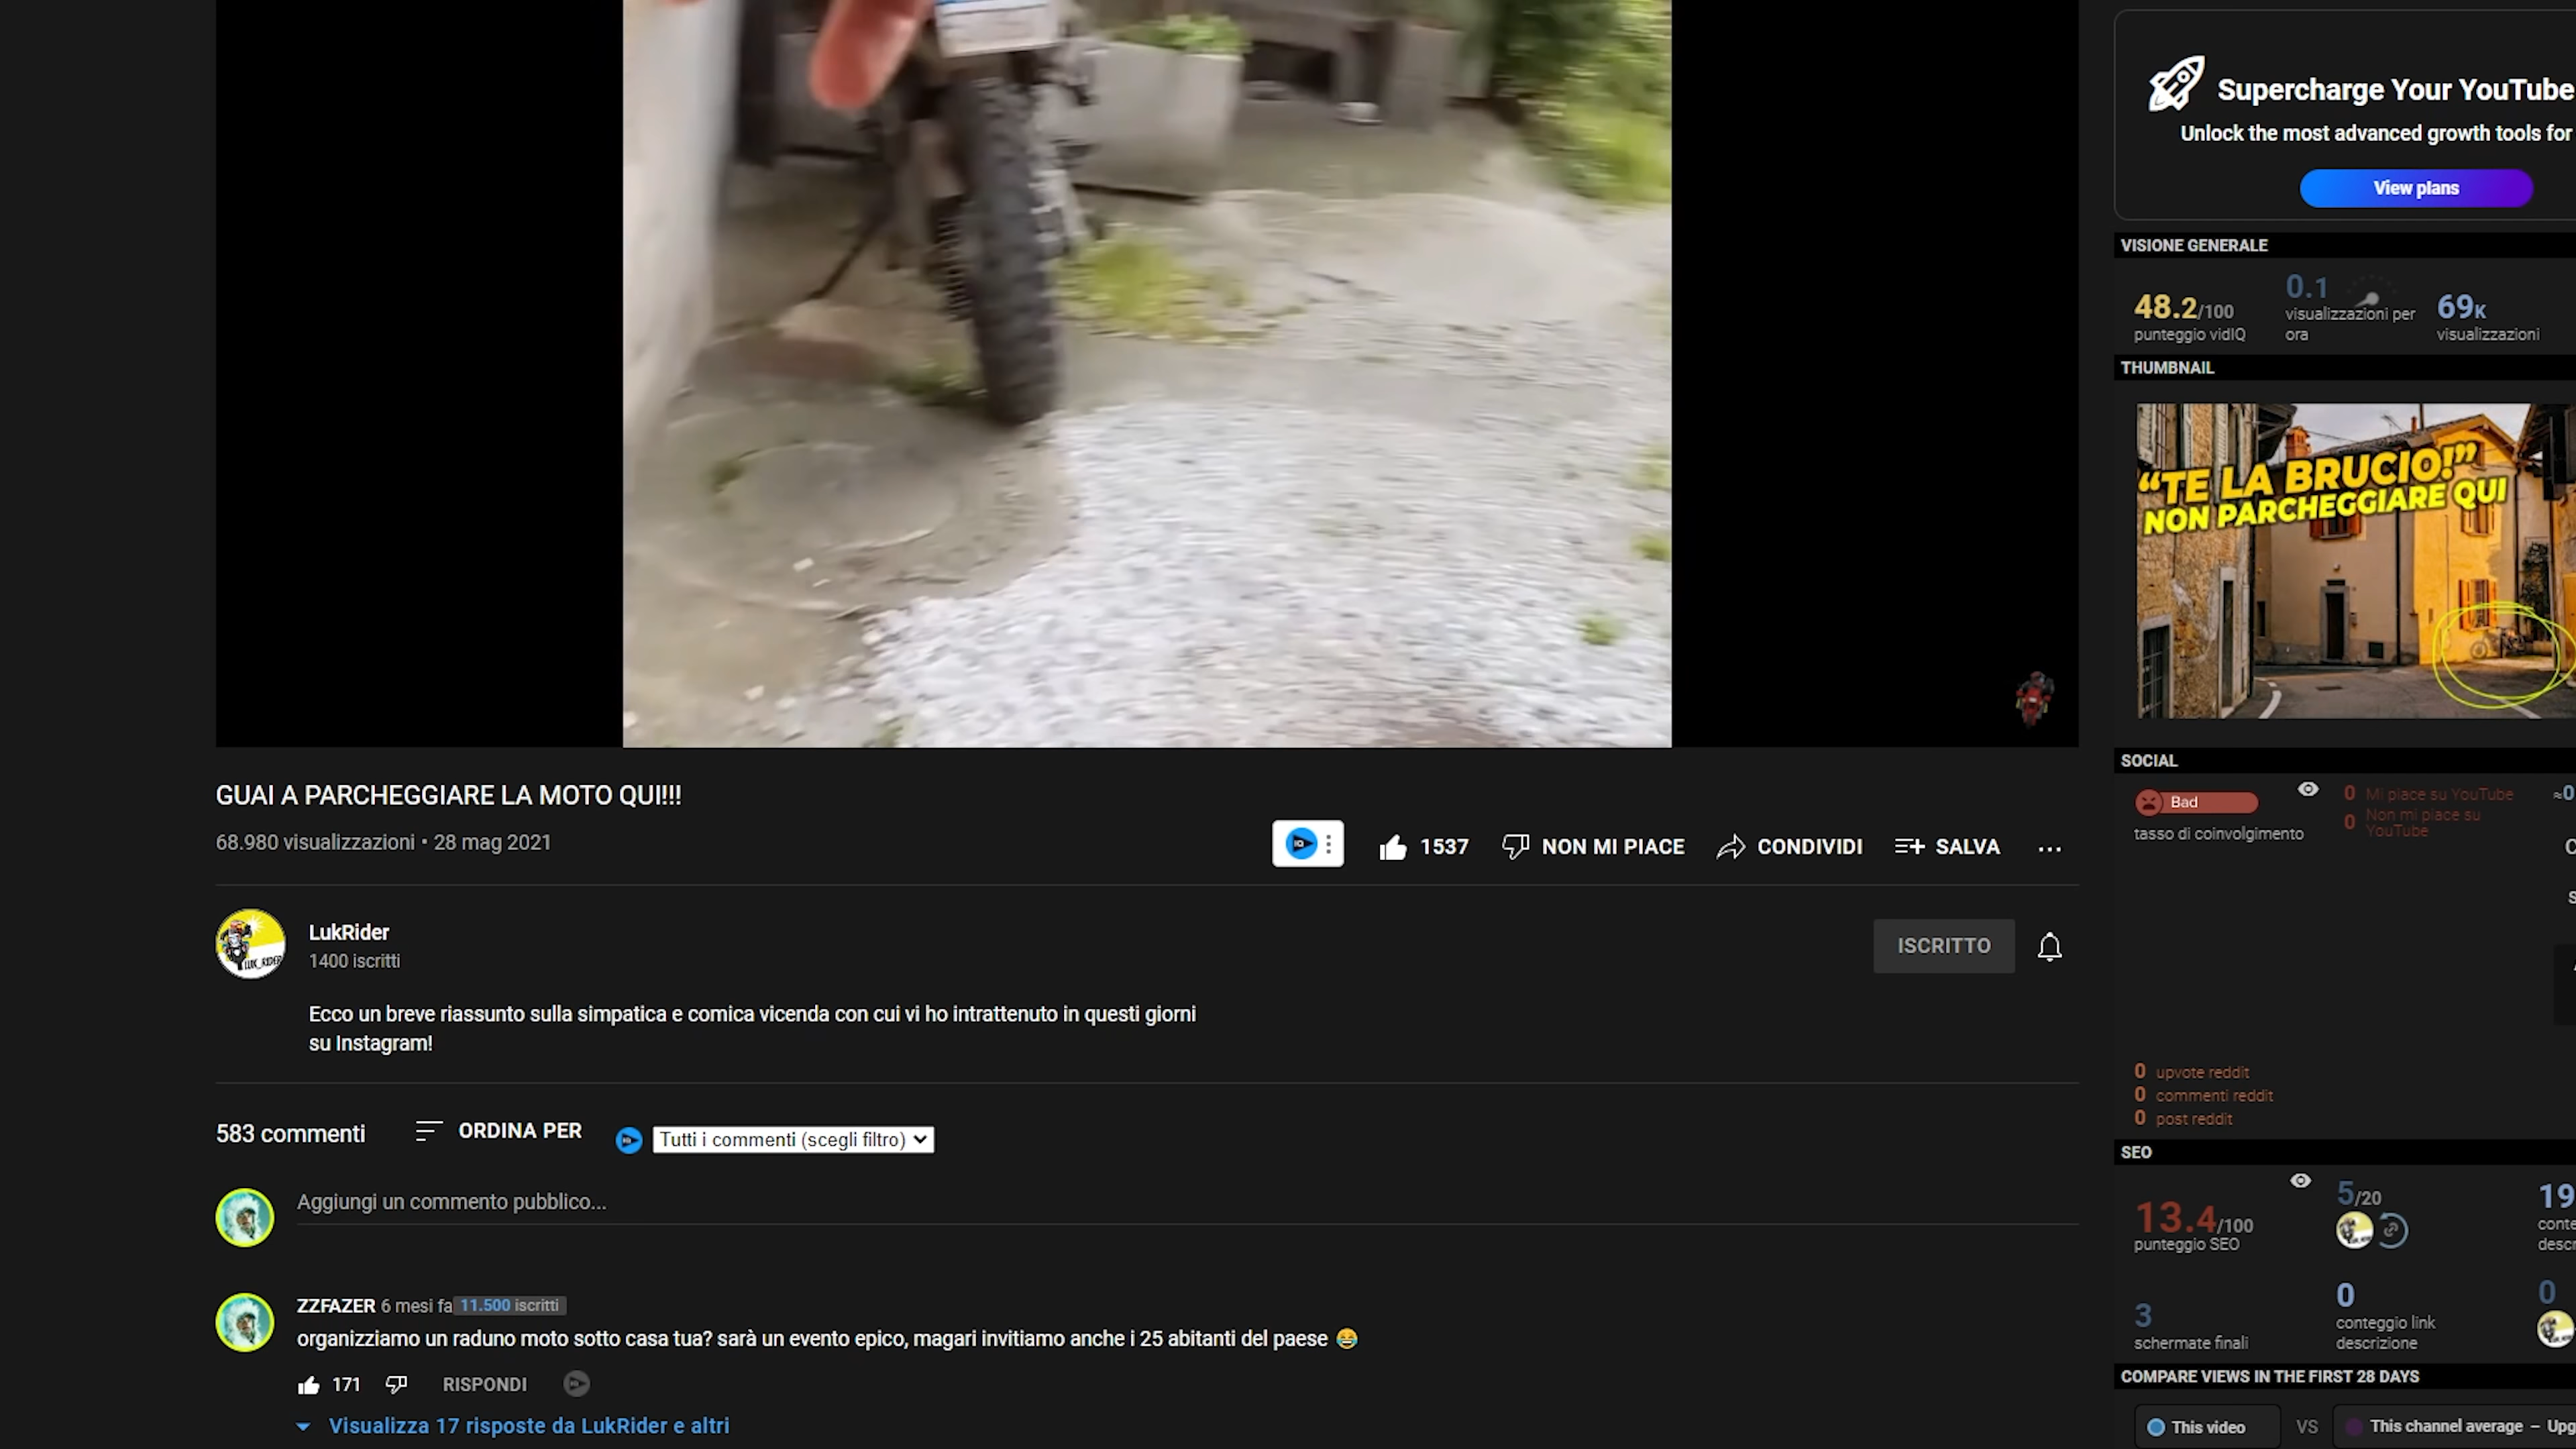 Supercharge Your YouTube
Unlock the most advanced growth tools for
View plans
VISIONE GENERALE
48.2/100
punteggio vidIQ
0.1
visualizzazioni per
ora
69K
visualizzazioni
THUMBNAIL
“TE LA BRUCIO!”
NON PARCHEGGIARE QUI
GUAI A PARCHEGGIARE LA MOTO QUI!!!
68.980 visualizzazioni • 28 mag 2021
1537 NON MI PIACE CONDIVIDI SALVA ...
LukRider
1400 iscritti
ISCRITTO
Ecco un breve riassunto sulla simpatica e comica vicenda con cui vi ho intrattenuto in questi giorni
su Instagram!
583 commenti ORDINA PER Tutti i commenti (scegli filtro)
Aggiungi un commento pubblico...
ZZFAZER 6 mesi fa 11.500 iscritti
organizziamo un raduno moto sotto casa tua? sarà un evento epico, magari invitiamo anche i 25 abitanti del paese 😂
171 RISPONDI
Visualizza 17 risposte da LukRider e altri
SOCIAL
Bad
tasso di coinvolgimento
0 Mi piace su YouTube
0 Non mi piace su
YouTube
≈0
0 upvote reddit
0 commenti reddit
0 post reddit
SEO
13.4/100
punteggio SEO
5/20
19
3
schermate finali
0
conteggio link
descrizione
0
COMPARE VIEWS IN THE FIRST 28 DAYS
This video VS This channel average –